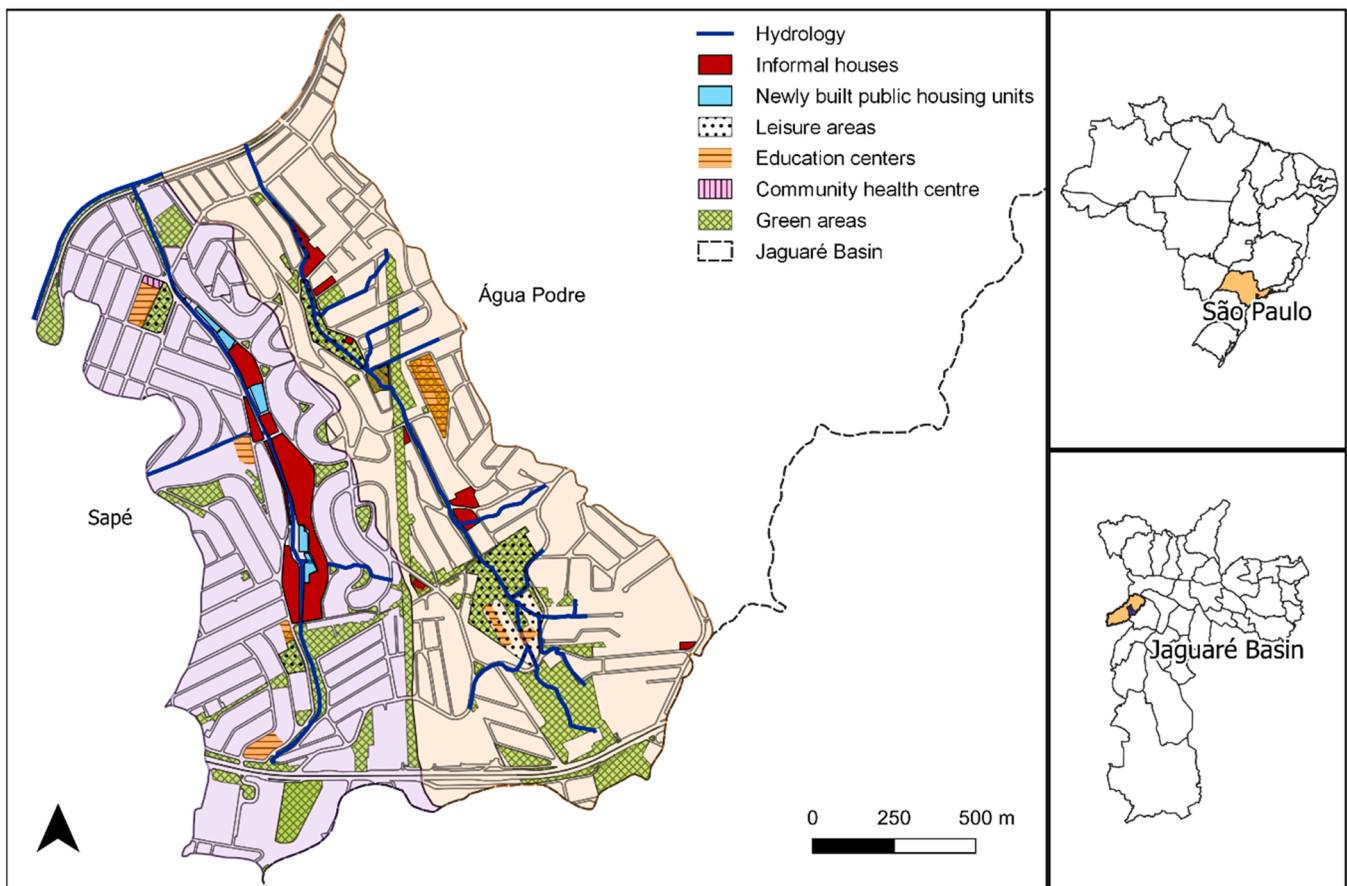 Hydrology
Informal houses
Newly built public housing units
Leisure areas
Education centers
Community health centre
Green areas
Jaguaré Basin
Água Podre
Sapé
0 250 500 m
São Paulo
Jaguaré Basin